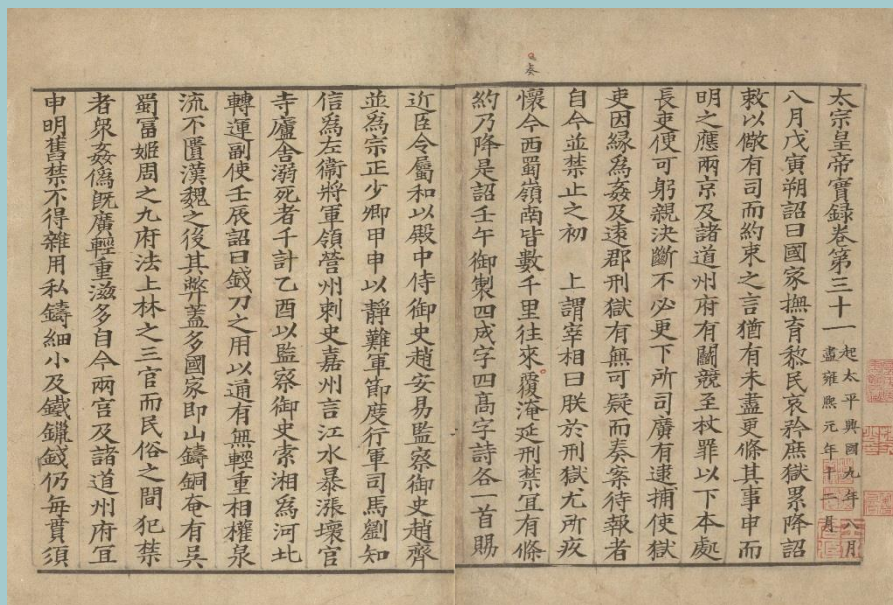 太宗皇帝實録卷第三十一
起太平興國九年八月
盡雍熙元年十二月
八月戊寅朔詔曰國家撫育黎民哀矜庶獄累降詔
敕以儆有司而約束之言猶有未盡更條其事申而
明之應兩京及諸道州府有鬬競至杖罪以下本處
長吏便可躬親決斷不必更下所司廣有逮捕使獄
吏因緣爲姦及遠郡刑獄有無可疑而奏案待報者
自今並禁止之初 上謂宰相曰朕於刑獄尤所疚
懷今西蜀嶺南皆數千里往來覆淹延刑禁宜有條
奏
約乃降是詔壬午御製四成字四高字詩各一首賜
近臣令屬和以殿中侍御史趙安易監察御史趙齊
並爲宗正少卿甲申以靜難軍節度行軍司馬劉知
信爲左衞將軍領營州刺史嘉州言江水暴漲壞官
寺廬舍溺死者千計乙酉以監察御史索湘爲河北
轉運副使壬辰詔曰錢刀之用以通有無輕重相權泉
流不匱漢魏之後其弊蓋多國家即山鑄銅奄有吳
蜀冨姬周之九府法上林之三官而民俗之間犯禁
者衆姦僞旣廣輕重滋多自今兩官及諸道州府冝
申明舊禁不得雜用私鑄細小及鐵鑞錢仍每貫須